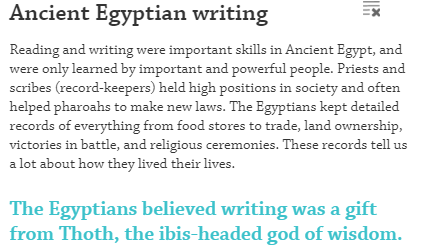 Ancient Egyptian writing
Reading and writing were important skills in Ancient Egypt, and
were only learned by important and powerful people. Priests and
scribes (record-keepers) held high positions in society and often
helped pharoahs to make new laws. The Egyptians kept detailed
records of everything from food stores to trade, land ownership,
victories in battle, and religious ceremonies. These records tell us
a lot about how they lived their lives.
The Egyptians believed writing was a gift
from Thoth, the ibis-headed god of wisdom.